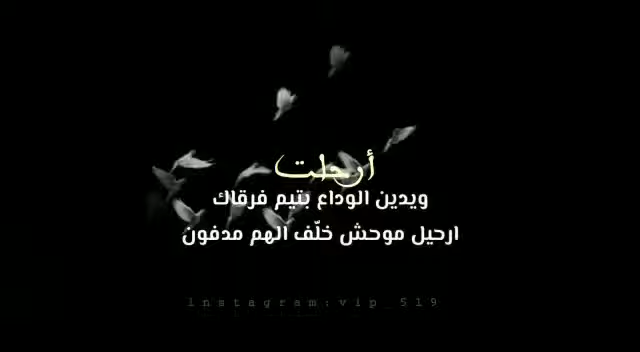 أرحلت
ويدين الوداع بتيم فرقاك
ارحيل موحش خلّف الهم مدفون
Instagram:vip_519